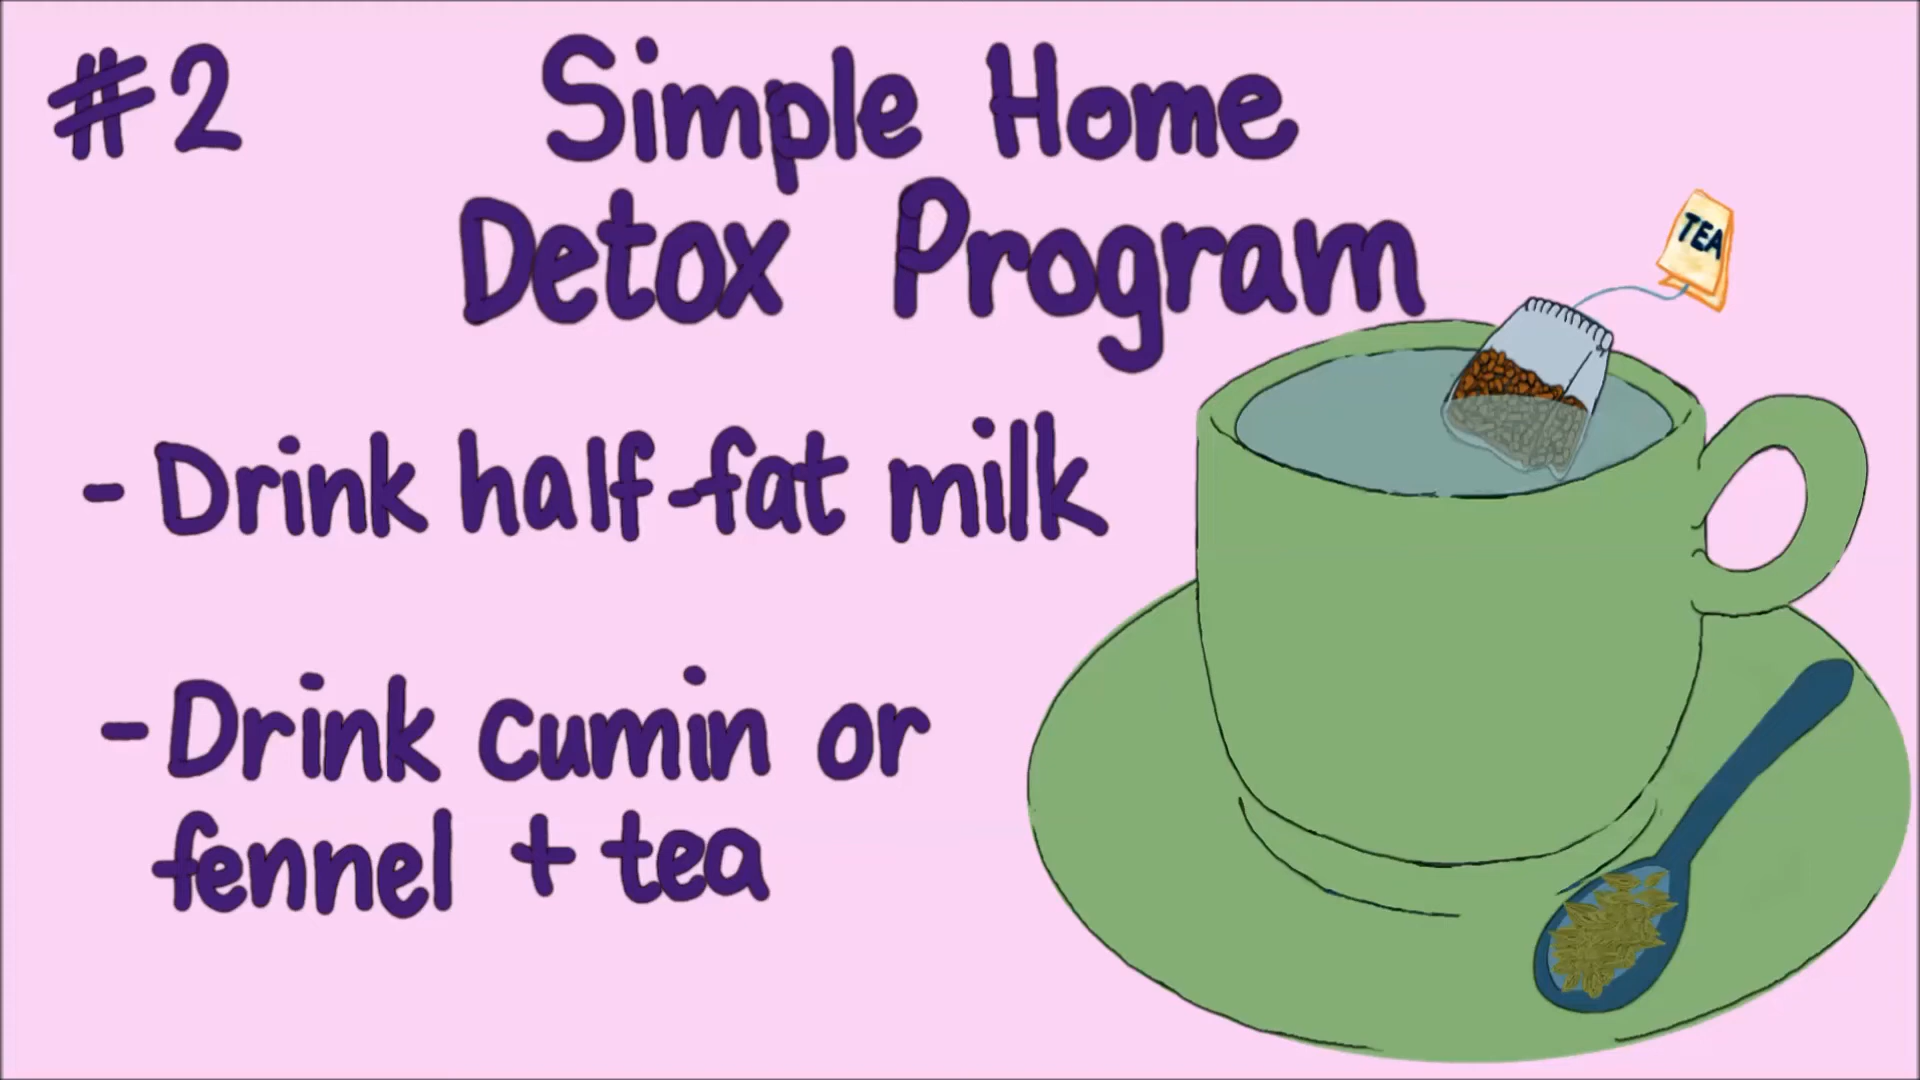 #2 Simple Home
Detox Program
TEA
- Drink half-fat milk
- Drink cumin or
fennel + tea